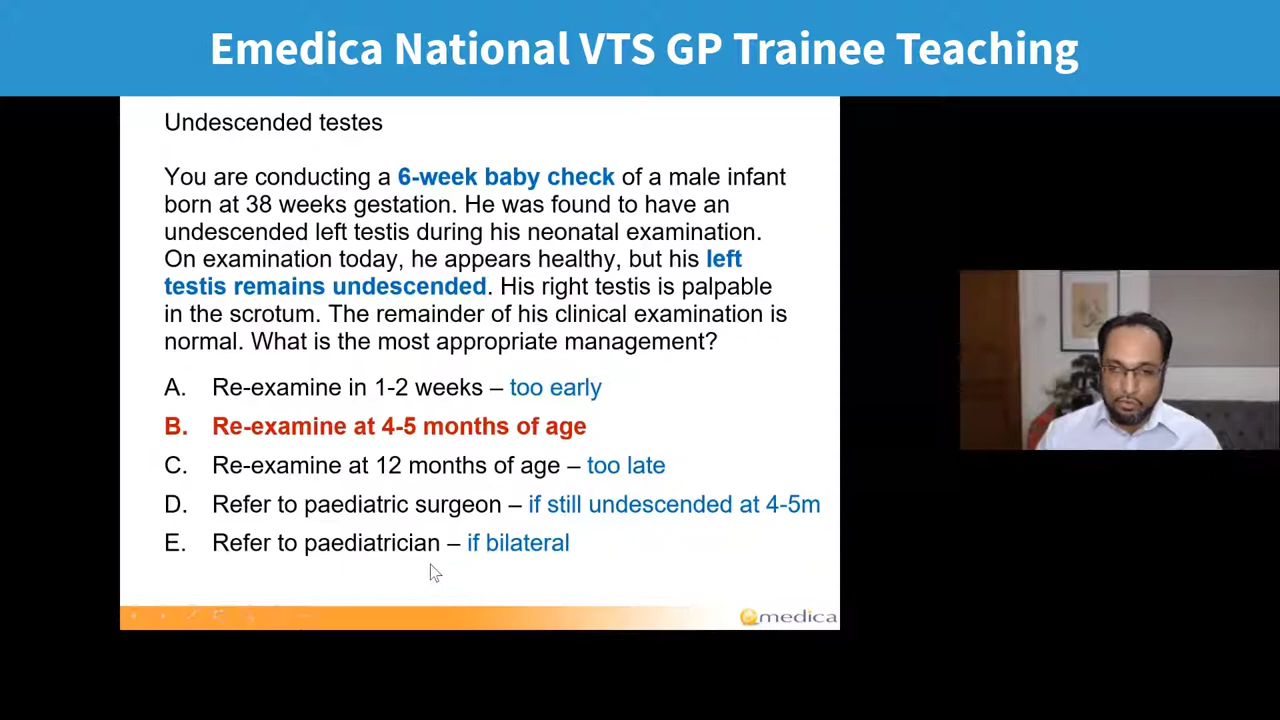 Emedica National VTS GP Trainee Teaching
Undescended testes
You are conducting a 6-week baby check of a male infant
born at 38 weeks gestation. He was found to have an
undescended left testis during his neonatal examination.
On examination today, he appears healthy, but his left
testis remains undescended. His right testis is palpable
in the scrotum. The remainder of his clinical examination is
normal. What is the most appropriate management?
A. Re-examine in 1-2 weeks – too early
B. Re-examine at 4-5 months of age
C. Re-examine at 12 months of age – too late
D. Refer to paediatric surgeon – if still undescended at 4-5m
E. Refer to paediatrician – if bilateral
emedica